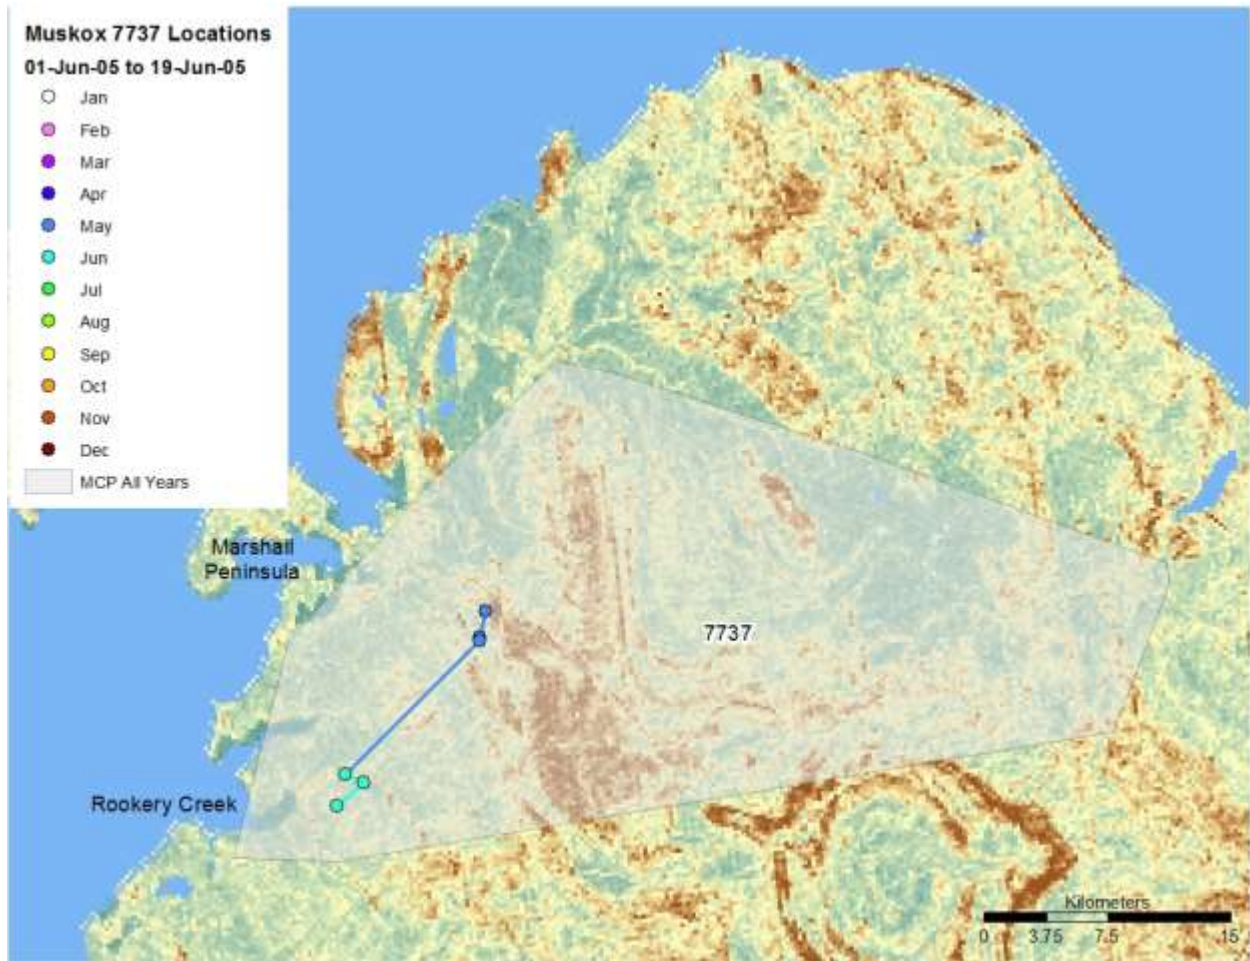 Muskox 7737 Locations
01-Jun-05 to 19-Jun-05
Jan
Feb
Mar
Apr
May
Jun
Jul
Aug
Sep
Oct
Nov
Dec
MCP All Years
Marshall
Peninsula
7737
Rookery Creek
Kilometers
0 3.75 7.5 15